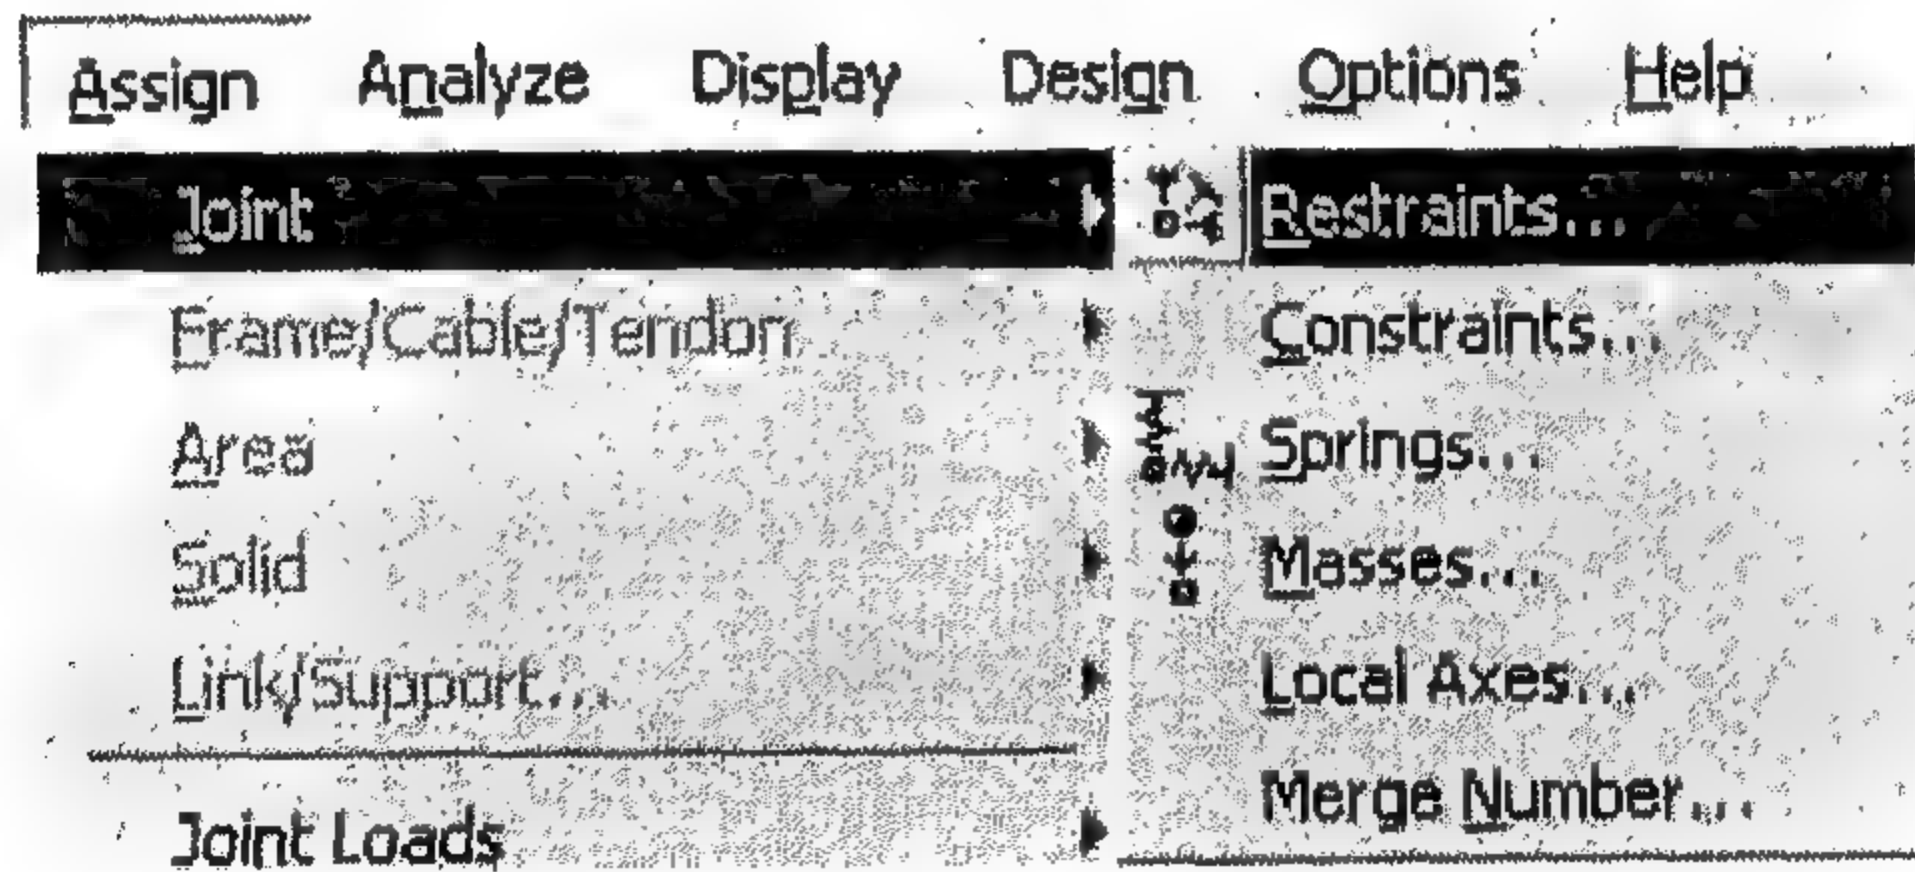 Assign Analyze Display Design Options Help
Joint Restraints...
Frame/Cable/Tendon Constraints...
Area Springs...
Solid Masses...
Link/Support... Local Axes...
Joint Loads Merge Number...